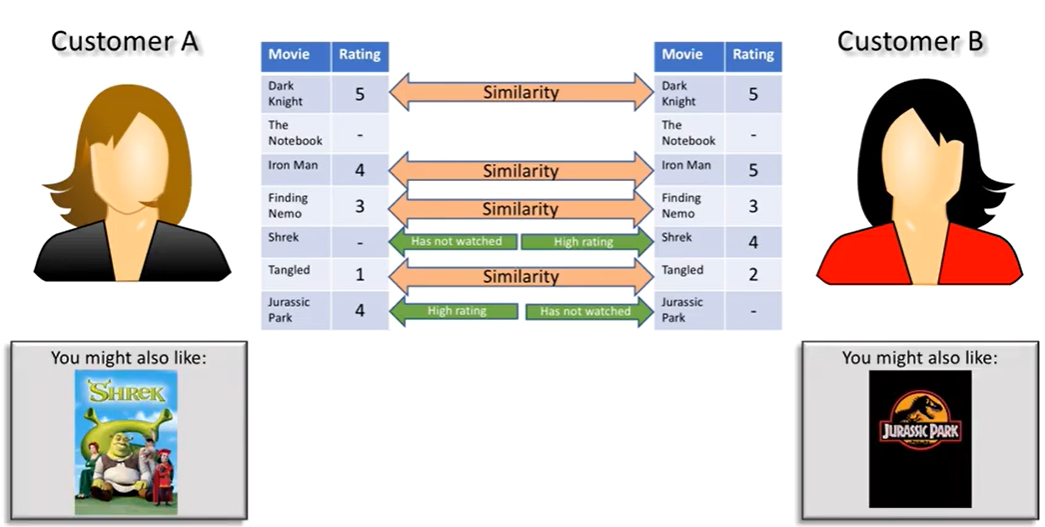 Customer A
Customer B
Movie Rating
Dark
Knight 5
The
Notebook -
Iron Man 4
Finding
Nemo 3
Shrek -
Tangled 1
Jurassic
Park 4
Similarity
Similarity
Similarity
Has not watched High rating
Similarity
High rating Has not watched
Movie Rating
Dark
Knight 5
The
Notebook -
Iron Man 5
Finding
Nemo 3
Shrek 4
Tangled 2
Jurassic
Park -
You might also like:
SHREK
You might also like:
JURASSIC PARK